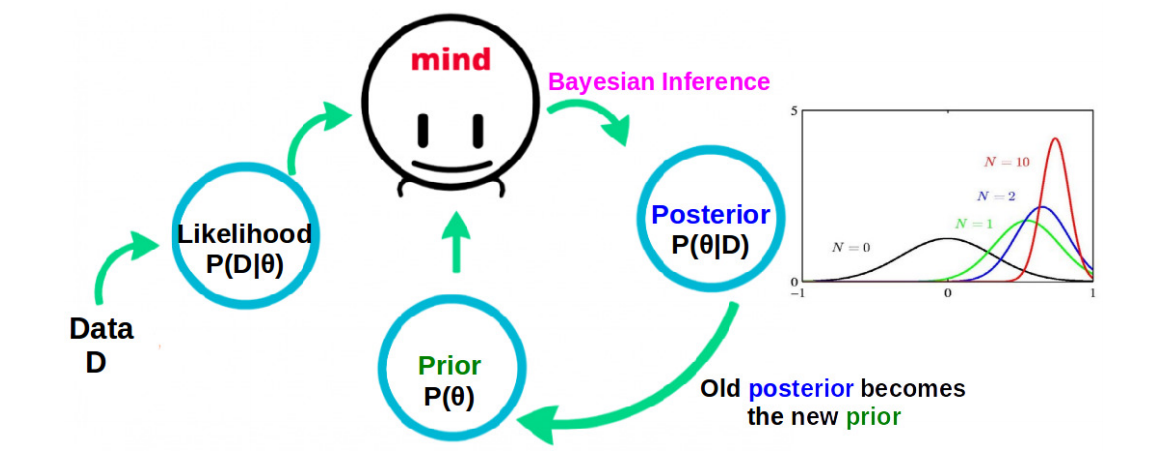 mind
Bayesian Inference
Likelihood
P(D|θ)
Data
D
Prior
P(θ)
Posterior
P(θ|D)
Old posterior becomes
the new prior
5
N = 10
N = 2
N = 1
N = 0
0
−1
0
1